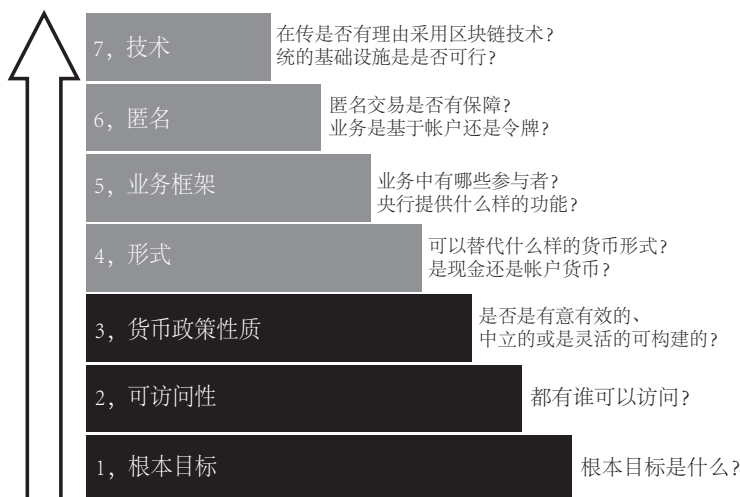 7，技术
在传是否有理由采用区块链技术？
统的基础设施是是否可行？
6，匿名
匿名交易是否有保障？
业务是基于帐户还是令牌？
5，业务框架
业务中有哪些参与者？
央行提供什么样的功能？
4，形式
可以替代什么样的货币形式？
是现金还是帐户货币？
3，货币政策性质
是否是有意有效的、
中立的或是灵活的可构建的？
2，可访问性
都有谁可以访问？
1，根本目标
根本目标是什么？